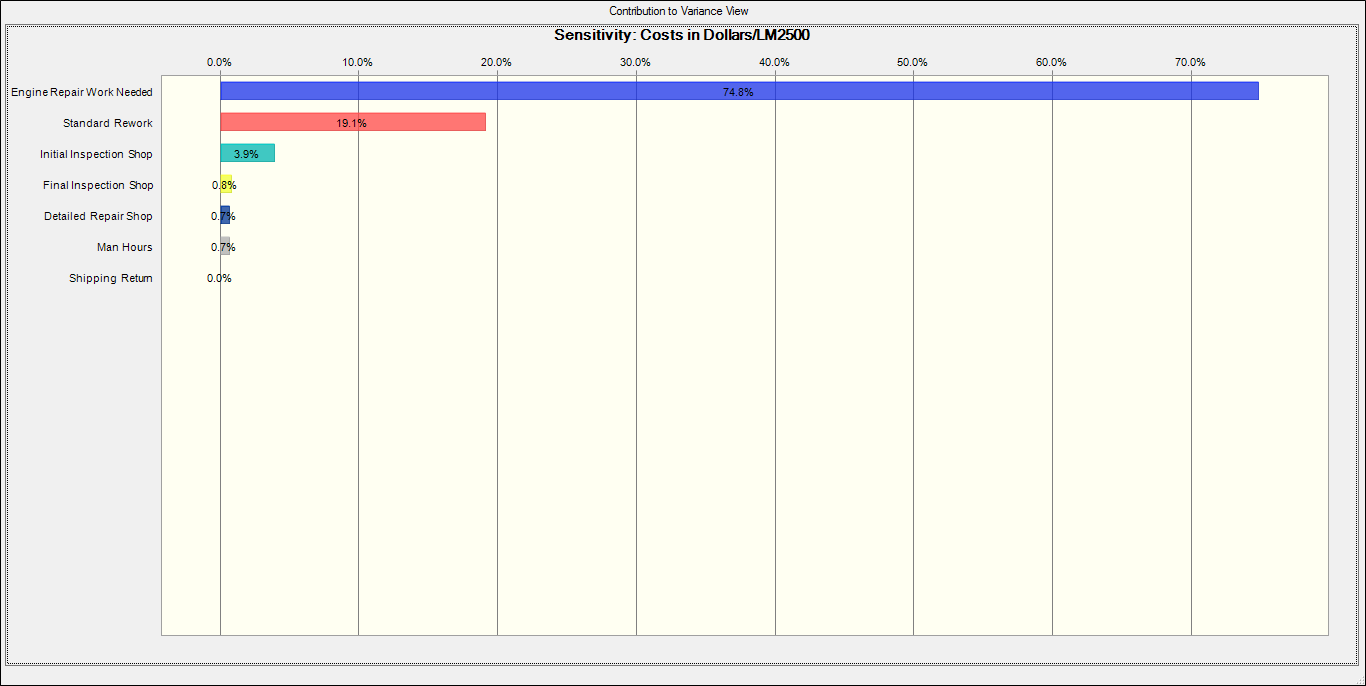 Contribution to Variance View
Sensitivity: Costs in Dollars/LM2500
0.0% 10.0% 20.0% 30.0% 40.0% 50.0% 60.0% 70.0%
Engine Repair Work Needed 74.8%
Standard Rework 19.1%
Initial Inspection Shop 3.9%
Final Inspection Shop 0.8%
Detailed Repair Shop 0.7%
Man Hours 0.7%
Shipping Return 0.0%